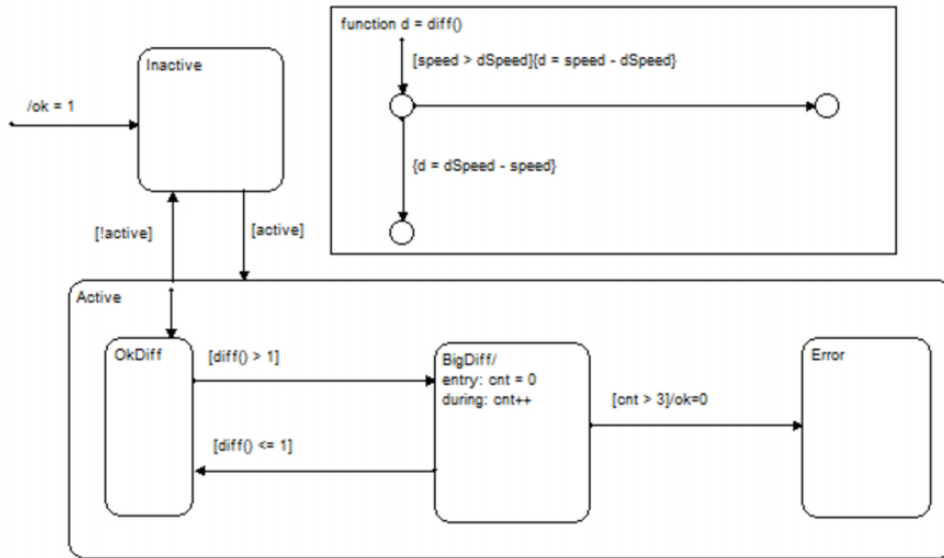 function d = diff()
[speed > dSpeed]{d = speed - dSpeed}
{d = dSpeed - speed}
Inactive
/ok = 1
[!active]
[active]
Active
OkDiff
[diff() > 1]
[diff() <= 1]
BigDiff/
entry: cnt = 0
during: cnt++
[cnt > 3]/ok=0
Error